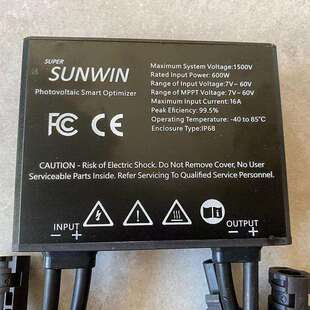 SUPER
SUNWIN
Photovoltaic Smart Optimizer
Maximum System Voltage:1500V
Rated Input Power: 600W
Range of Input Voltage:7V~ 60V
Range of MPPT Voltage:7V~ 60V
Maximum Input Current:16A
Peak Efficiency: 99.5%
Operating Temperature: -40 to 85℃
Enclosure Type:IP68
FC CE
CAUTION - Risk of Electric Shock. Do Not Remove Cover, No User
Serviceable Parts Inside. Refer Servicing To Qualified Service Personnel.
INPUT
− +
OUTPUT
− +